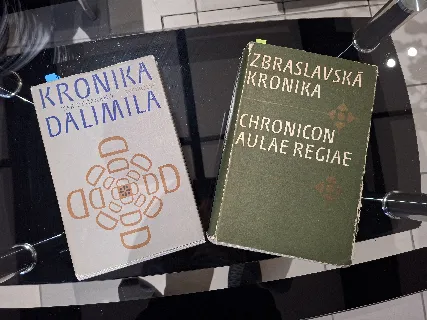 KRONIKA
DALIMILA
ZBRASLAVSKÁ
KRONIKA
CHRONICON
AULAE REGIAE